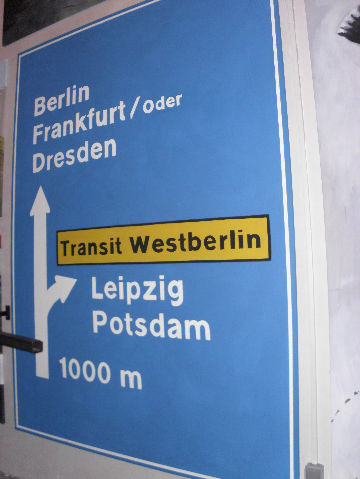 Berlin
Frankfurt/oder
Dresden
Transit Westberlin
Leipzig
Potsdam
1000 m